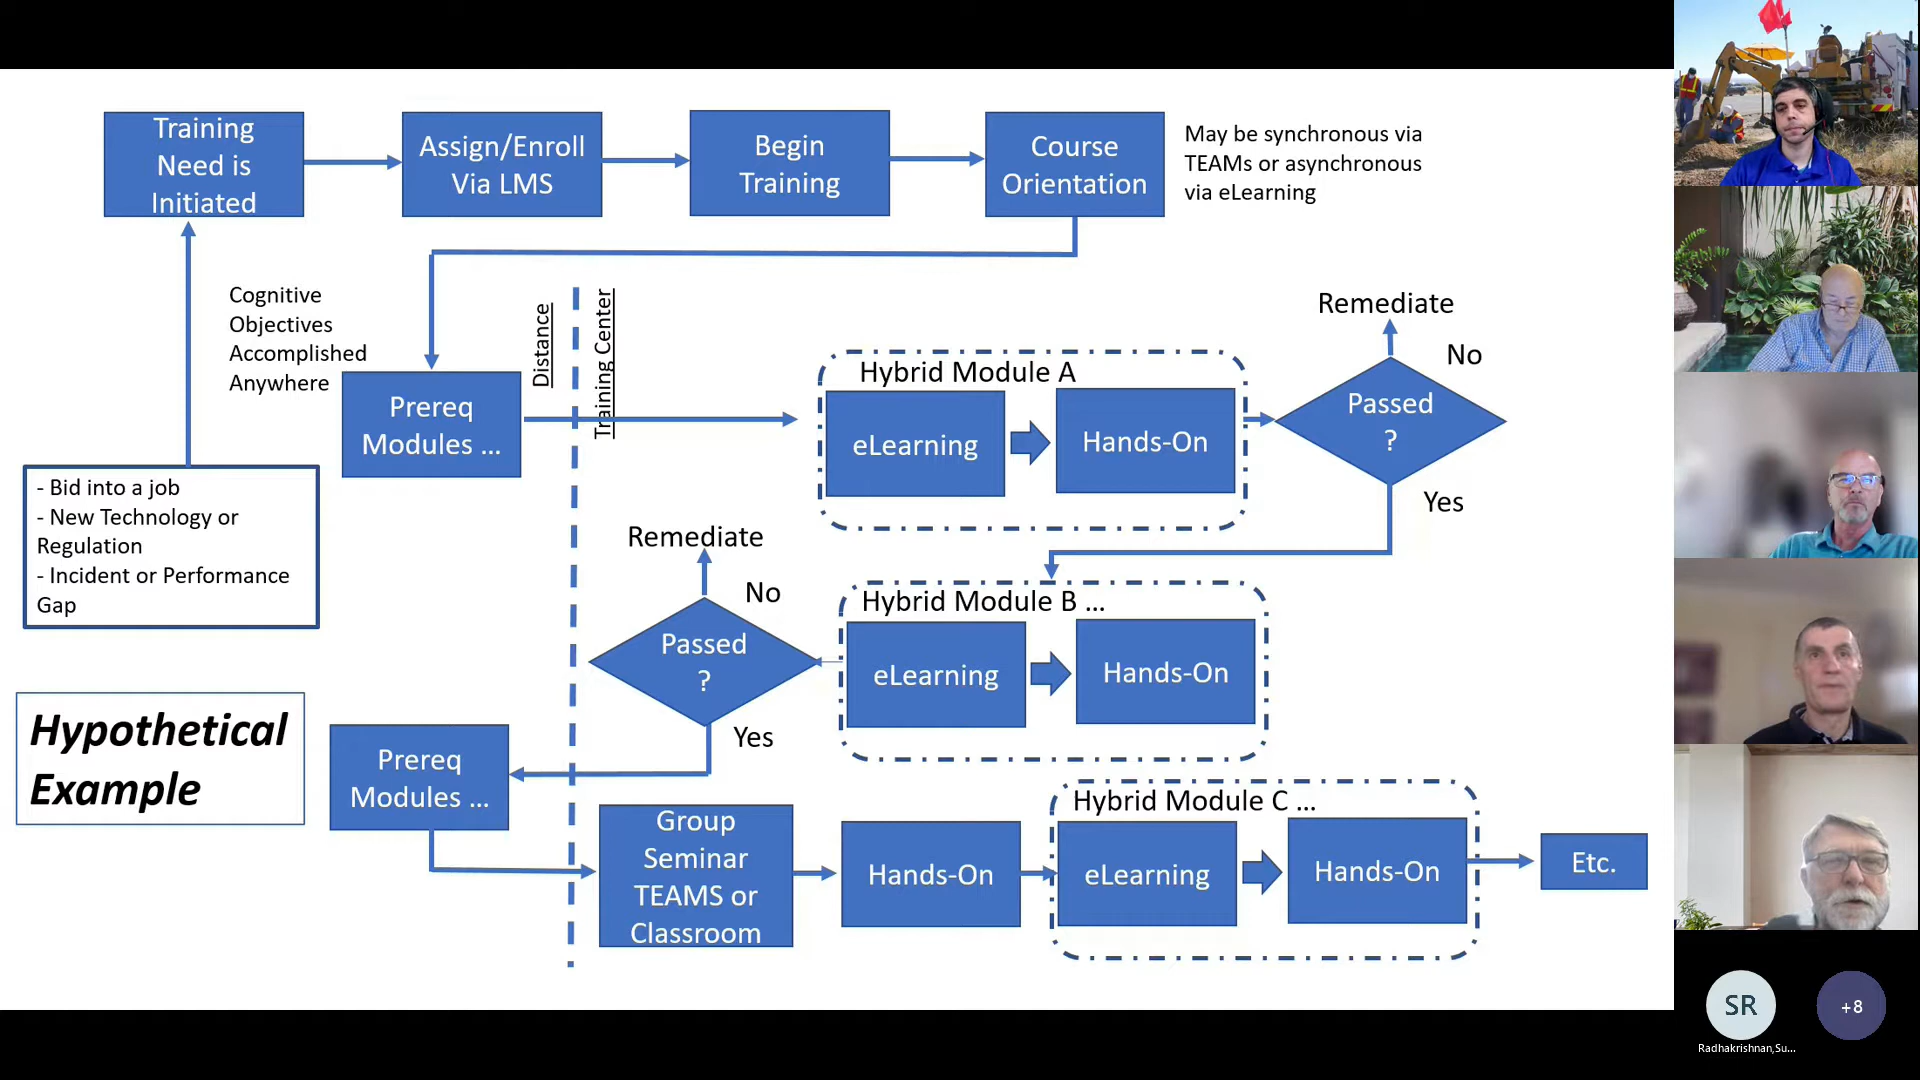 Training
Need is
Initiated
Assign/Enroll
Via LMS
Begin
Training
Course
Orientation
May be synchronous via
TEAMs or asynchronous
via eLearning
Cognitive
Objectives
Accomplished
Anywhere
Distance
Training Center
Prereq
Modules ...
Hybrid Module A
eLearning
Hands-On
Remediate
No
Passed
?
Yes
- Bid into a job
- New Technology or
Regulation
- Incident or Performance
Gap
Remediate
No
Passed
?
Yes
Hybrid Module B ...
eLearning
Hands-On
Hypothetical
Example
Prereq
Modules ...
Group
Seminar
TEAMS or
Classroom
Hands-On
Hybrid Module C ...
eLearning
Hands-On
Etc.
SR
+8
Radhakrishnan,Su...